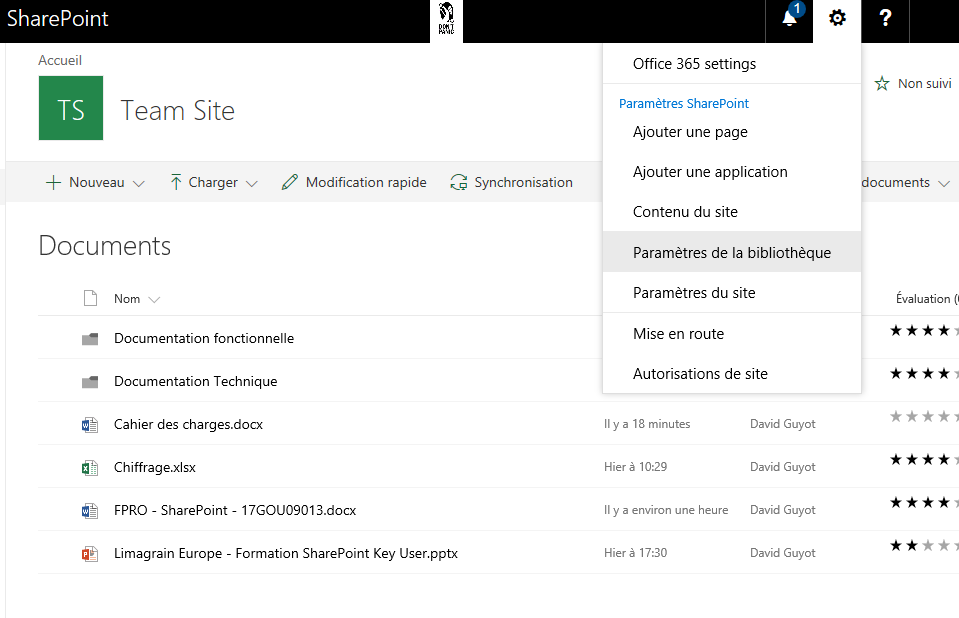 SharePoint
DON'T
PANIC
1
?
Accueil
TS
Team Site
Non suivi
Office 365 settings
Paramètres SharePoint
Ajouter une page
Ajouter une application
Contenu du site
Paramètres de la bibliothèque
Paramètres du site
Mise en route
Autorisations de site
Nouveau
Charger
Modification rapide
Synchronisation
documents
Documents
Nom
Évaluation (
Documentation fonctionnelle
Documentation Technique
Cahier des charges.docx
Il y a 18 minutes
David Guyot
Chiffrage.xlsx
Hier à 10:29
David Guyot
FPRO - SharePoint - 17GOU09013.docx
Il y a environ une heure
David Guyot
Limagrain Europe - Formation SharePoint Key User.pptx
Hier à 17:30
David Guyot